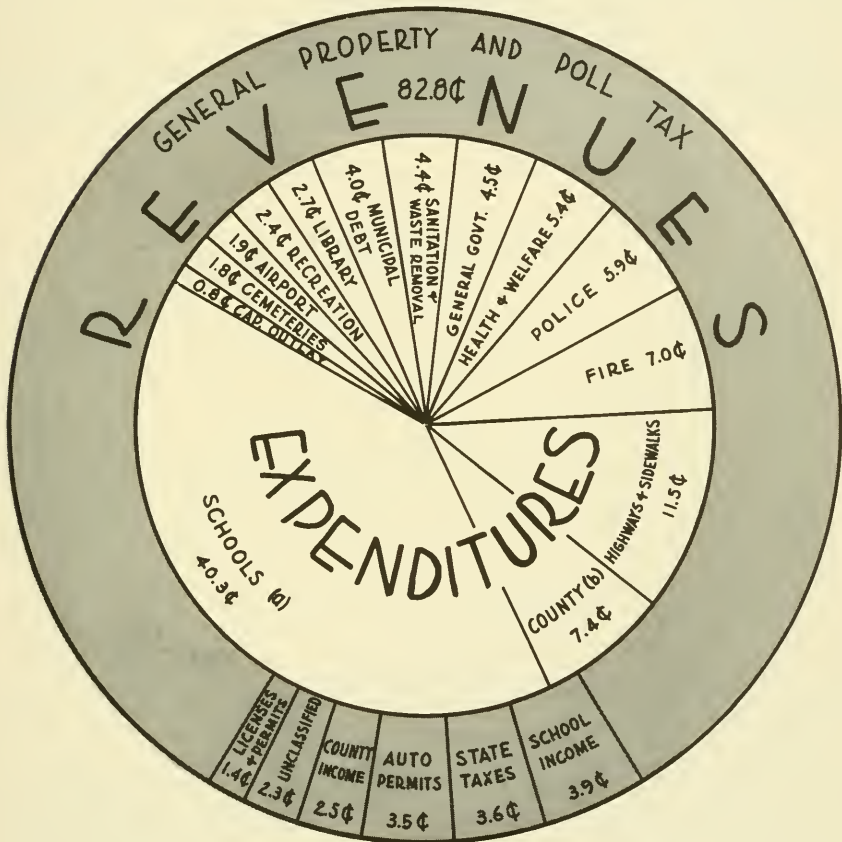 GENERAL PROPERTY AND POLL TAX
82.8¢
REVENUES
0.8¢ CAP. OUTLAY
1.8¢ CEMETERIES
1.9¢ AIRPORT
2.4¢ RECREATION
2.7¢ LIBRARY
4.0¢ MUNICIPAL
DEBT
4.4¢ SANITATION &
WASTE REMOVAL
GENERAL GOVT. 4.5¢
HEALTH & WELFARE 5.4¢
POLICE 5.9¢
FIRE 7.0¢
HIGHWAYS & SIDEWALKS
11.5¢
COUNTY (b)
7.4¢
SCHOOLS (a)
40.3¢
EXPENDITURES
LICENSES
& PERMITS
1.4¢
UNCLASSIFIED
2.3¢
COUNTY
INCOME
2.5¢
AUTO
PERMITS
3.5¢
STATE
TAXES
3.6¢
SCHOOL
INCOME
3.9¢